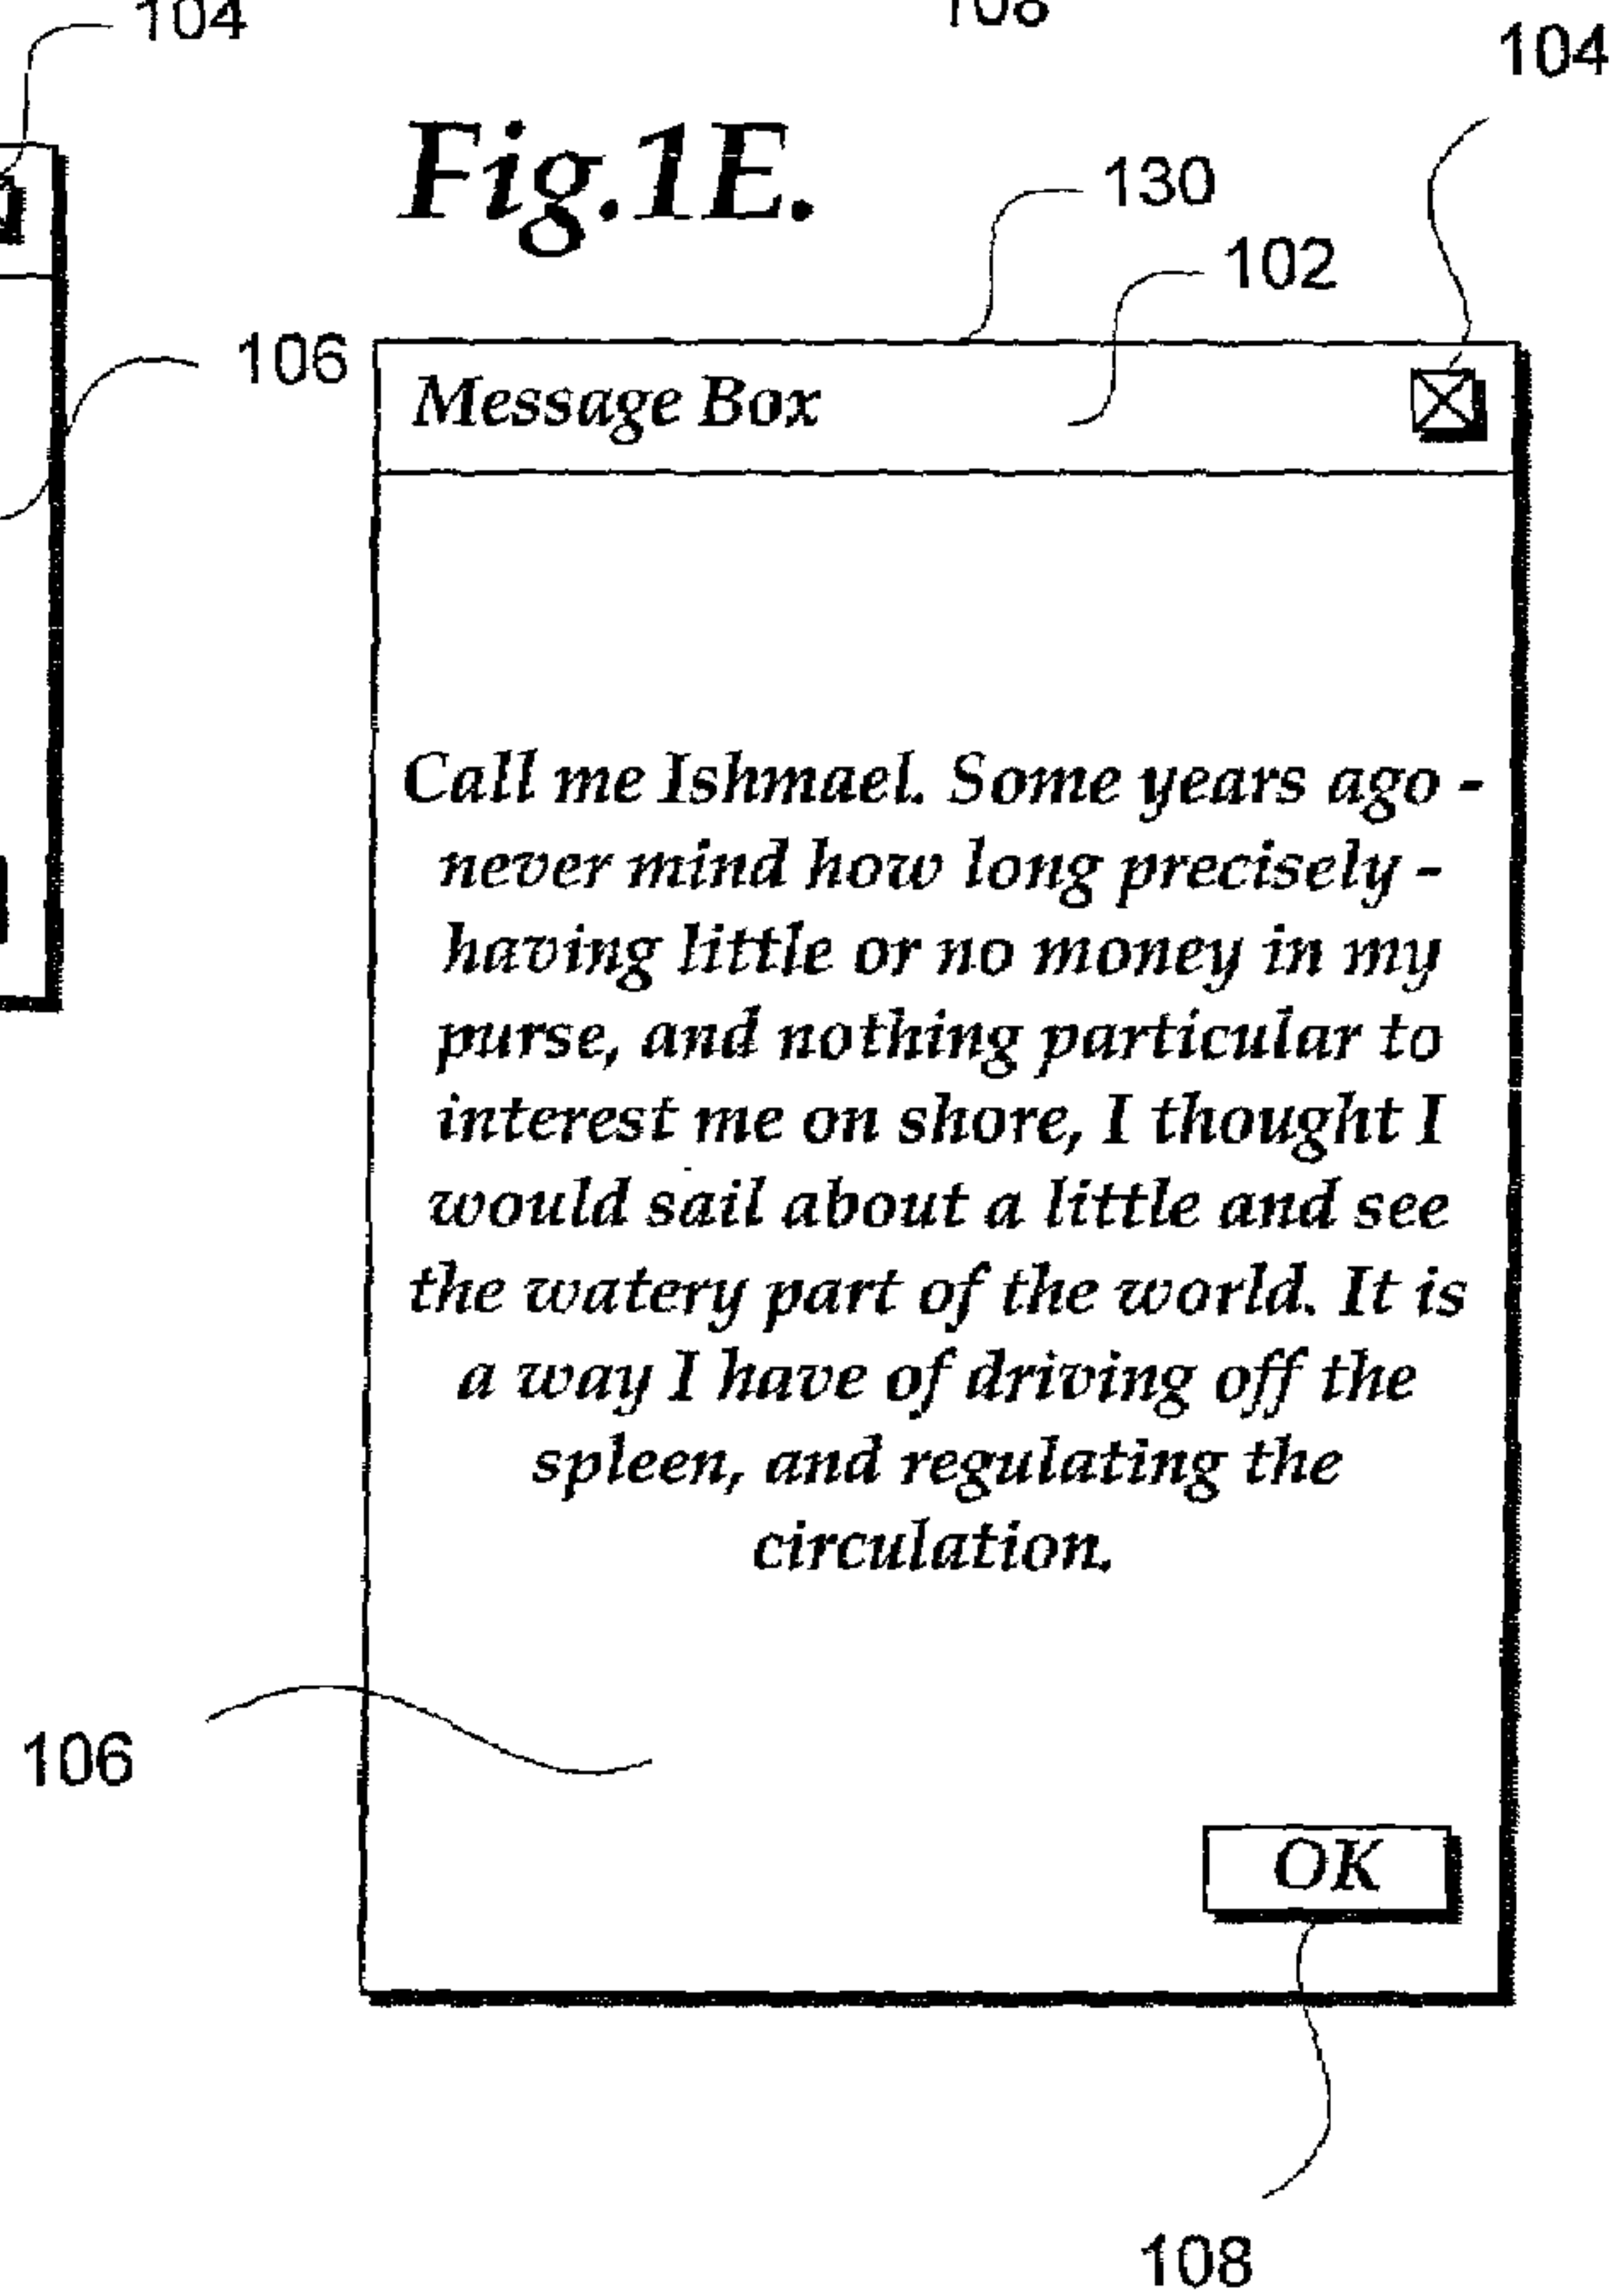 104
108
104
Fig.1E.
130
102
106
Message Box
Call me Ishmael. Some years ago -
never mind how long precisely -
having little or no money in my
purse, and nothing particular to
interest me on shore, I thought I
would sail about a little and see
the watery part of the world. It is
a way I have of driving off the
spleen, and regulating the
circulation.
106
OK
108